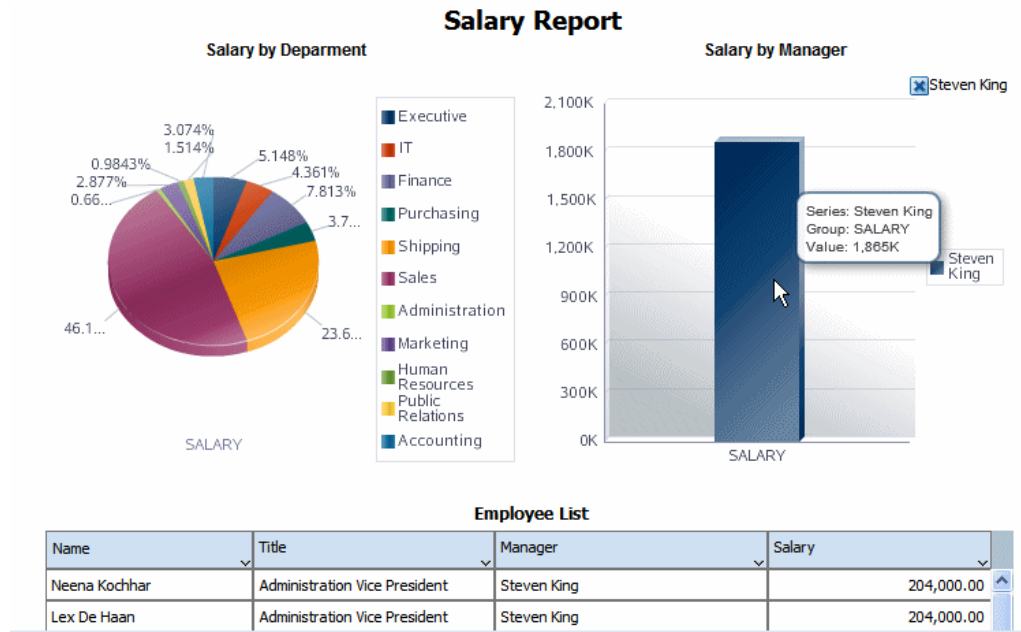 Salary Report
Salary by Deparment
3.074%
1.514%
0.9843%
2.877%
0.66...
5.148%
4.361%
7.813%
3.7...
46.1...
23.6...
SALARY
Executive
IT
Finance
Purchasing
Shipping
Sales
Administration
Marketing
Human
Resources
Public
Relations
Accounting
Salary by Manager
Steven King
2,100K
1,800K
1,500K
1,200K
900K
600K
300K
0K
SALARY
Series: Steven King
Group: SALARY
Value: 1,865K
Steven
King
Employee List
Name Title Manager Salary
Neena Kochhar Administration Vice President Steven King 204,000.00
Lex De Haan Administration Vice President Steven King 204,000.00